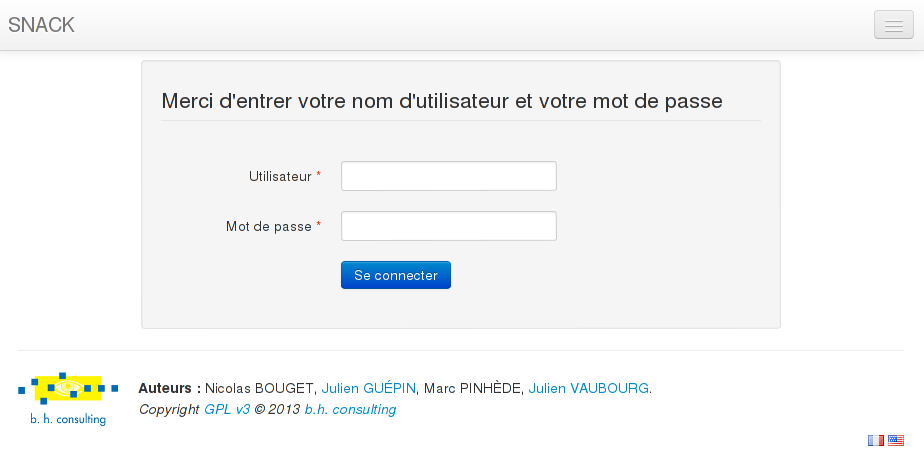 SNACK
Merci d'entrer votre nom d'utilisateur et votre mot de passe
Utilisateur *
Mot de passe *
Se connecter
b. h. consulting
Auteurs : Nicolas BOUGET, Julien GUÉPIN, Marc PINHÈDE, Julien VAUBOURG.
Copyright GPL v3 © 2013 b.h. consulting